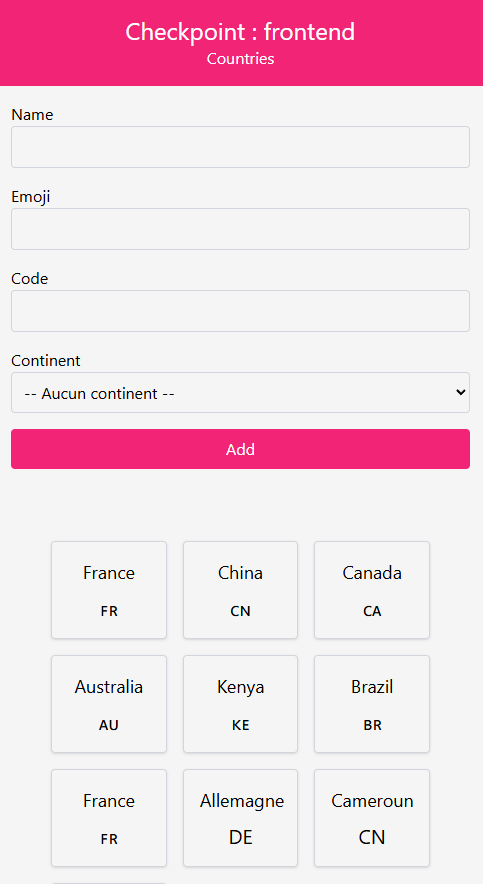 Checkpoint : frontend
Countries
Name
Emoji
Code
Continent
-- Aucun continent --
Add
France
FR
China
CN
Canada
CA
Australia
AU
Kenya
KE
Brazil
BR
France
FR
Allemagne
DE
Cameroun
CN